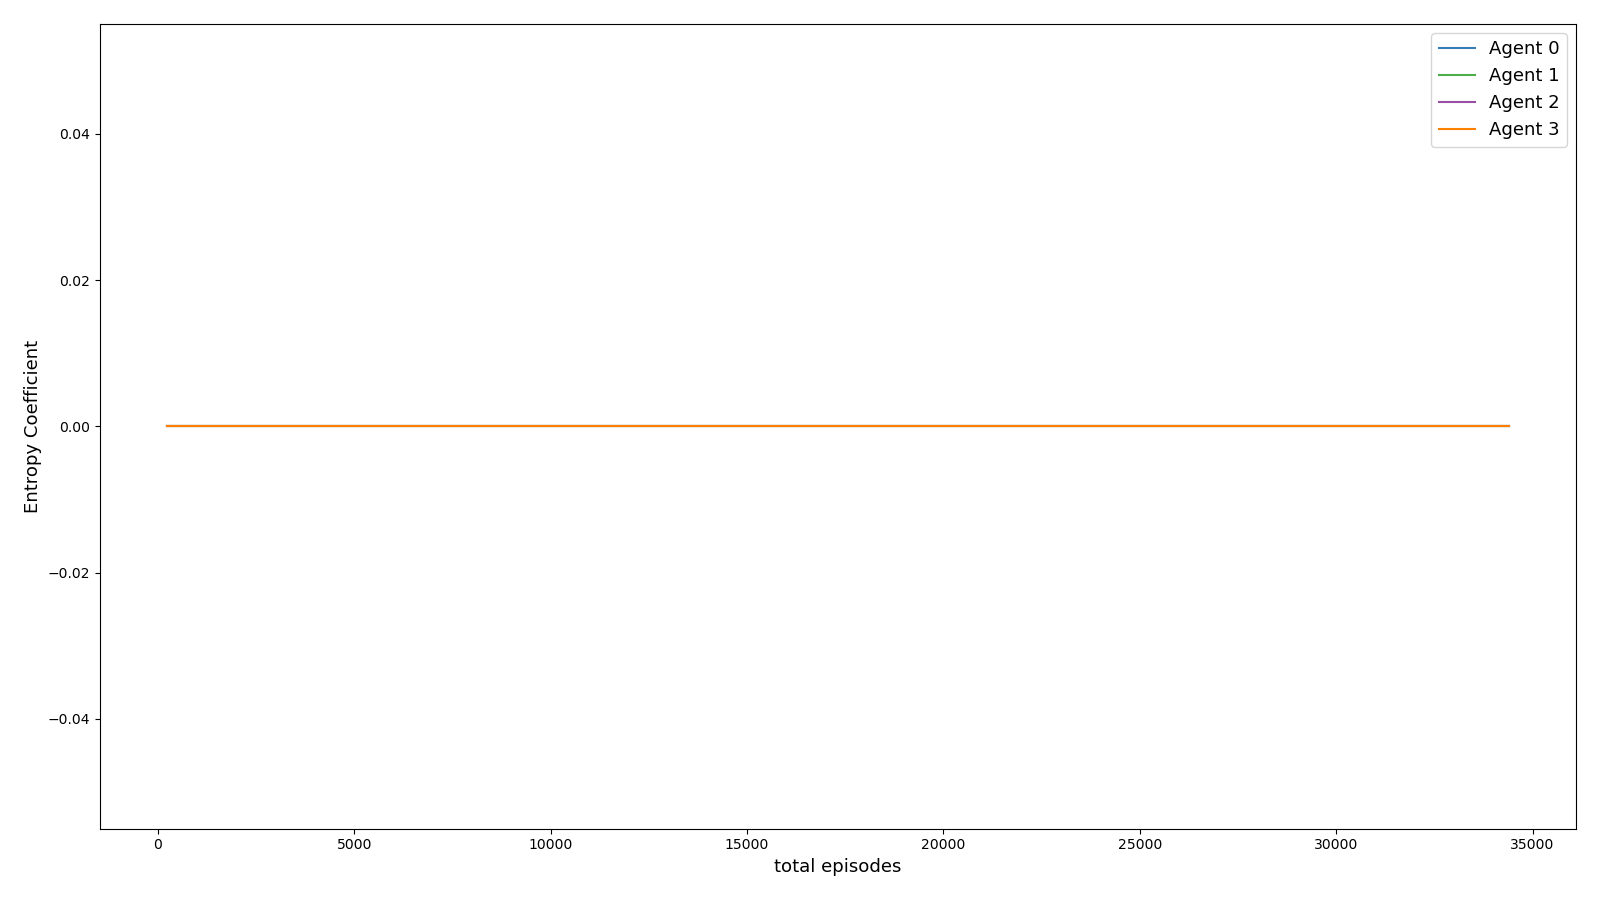 Agent 0
Agent 1
Agent 2
Agent 3
0.04
0.02
0.00
−0.02
−0.04
Entropy Coefficient
0 5000 10000 15000 20000 25000 30000 35000
total episodes